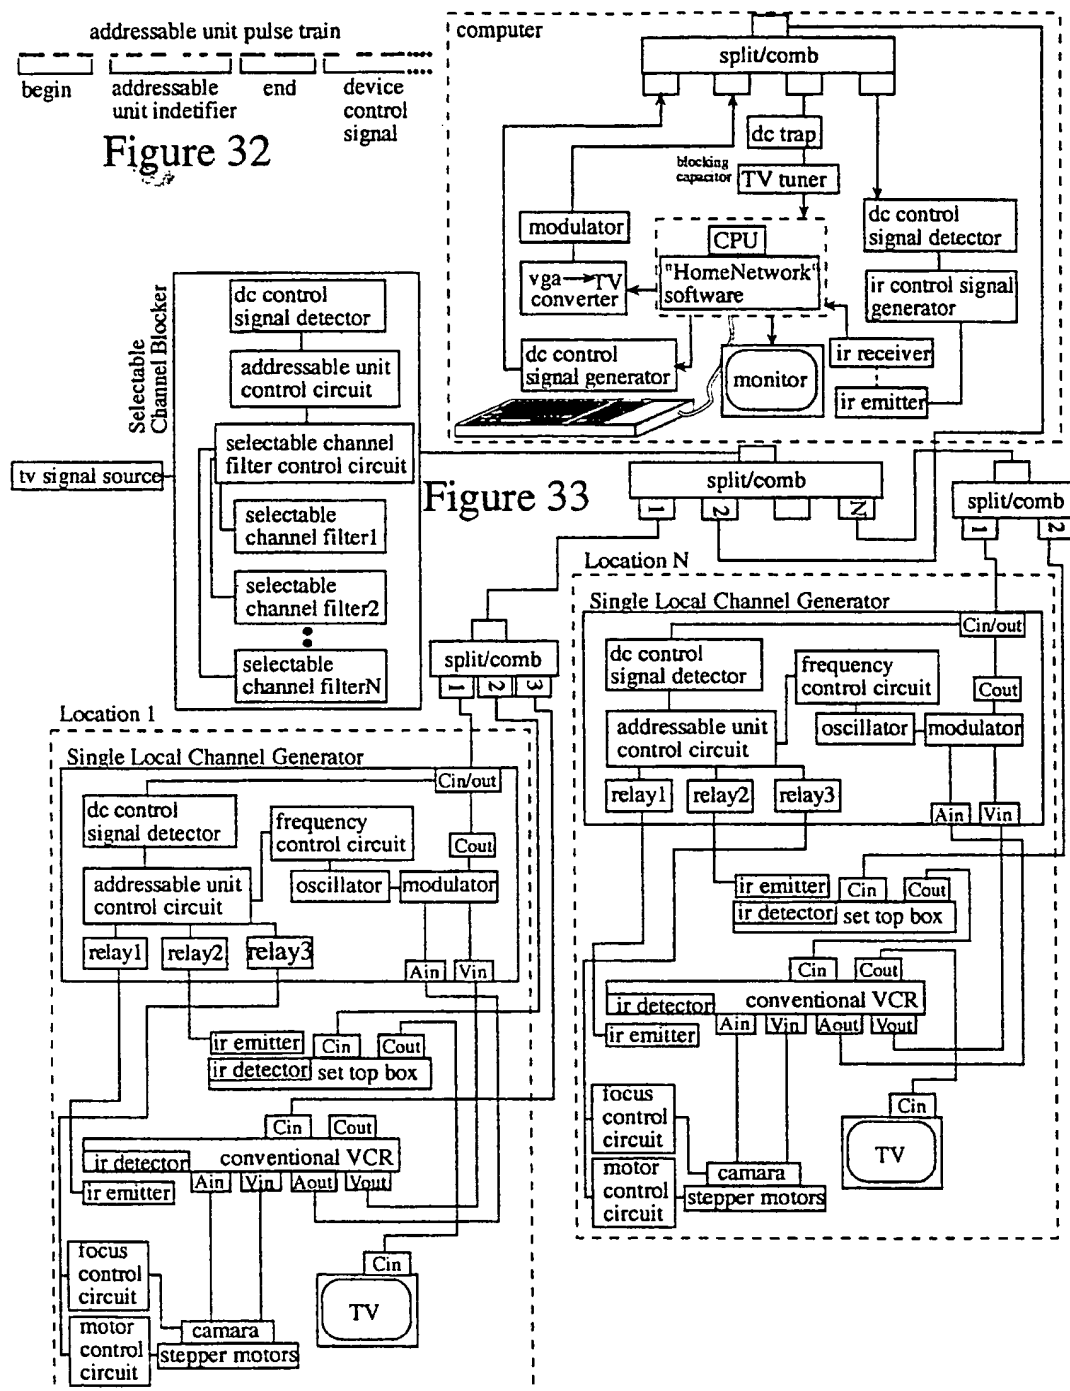 addressable unit pulse train
begin
addressable
unit indetifier
end
device
control
signal
Figure 32
computer
split/comb
dc trap
blocking
capacitor
TV tuner
dc control
signal detector
ir control signal
generator
modulator
CPU
"HomeNetwork"
software
vga → TV
converter
dc control
signal generator
monitor
ir receiver
ir emitter
Selectable
Channel Blocker
dc control
signal detector
addressable unit
control circuit
selectable channel
filter control circuit
selectable
channel filter1
selectable
channel filter2
selectable
channel filterN
tv signal source
Figure 33
split/comb
1
2
N
split/comb
1
2
split/comb
1
2
3
Location 1
Single Local Channel Generator
Cin/out
dc control
signal detector
frequency
control circuit
Cout
addressable unit
control circuit
oscillator
modulator
relay1
relay2
relay3
Ain
Vin
ir emitter
Cin
Cout
ir detector
set top box
Cin
Cout
ir detector
conventional VCR
ir emitter
Ain
Vin
Aout
Vout
focus
control
circuit
Cin
TV
motor
control
circuit
camara
stepper motors
Location N
Single Local Channel Generator
Cin/out
dc control
signal detector
frequency
control circuit
Cout
addressable unit
control circuit
oscillator
modulator
relay1
relay2
relay3
Ain
Vin
ir emitter
Cin
Cout
ir detector
set top box
Cin
Cout
ir detector
conventional VCR
ir emitter
Ain
Vin
Aout
Vout
focus
control
circuit
Cin
TV
motor
control
circuit
camara
stepper motors